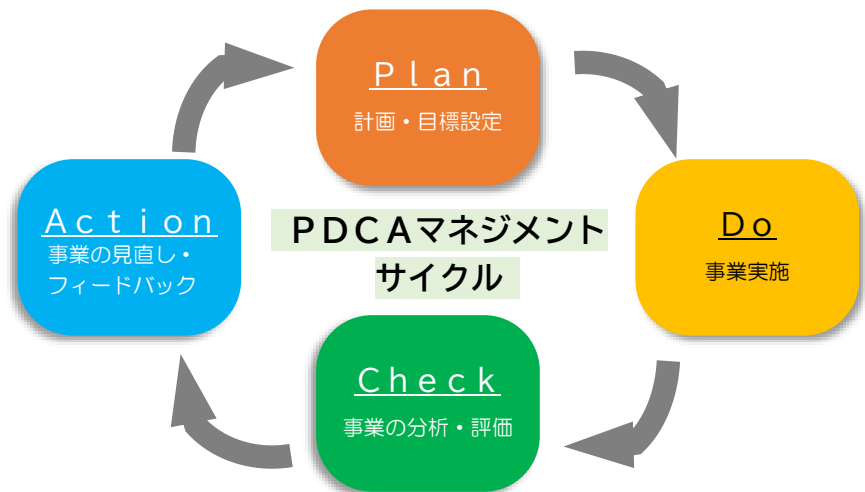 Ｐｌａｎ
計画・目標設定
Ａｃｔｉｏｎ
事業の見直し・
フィードバック
ＰＤＣＡマネジメント
サイクル
Ｄｏ
事業実施
Ｃｈｅｃｋ
事業の分析・評価